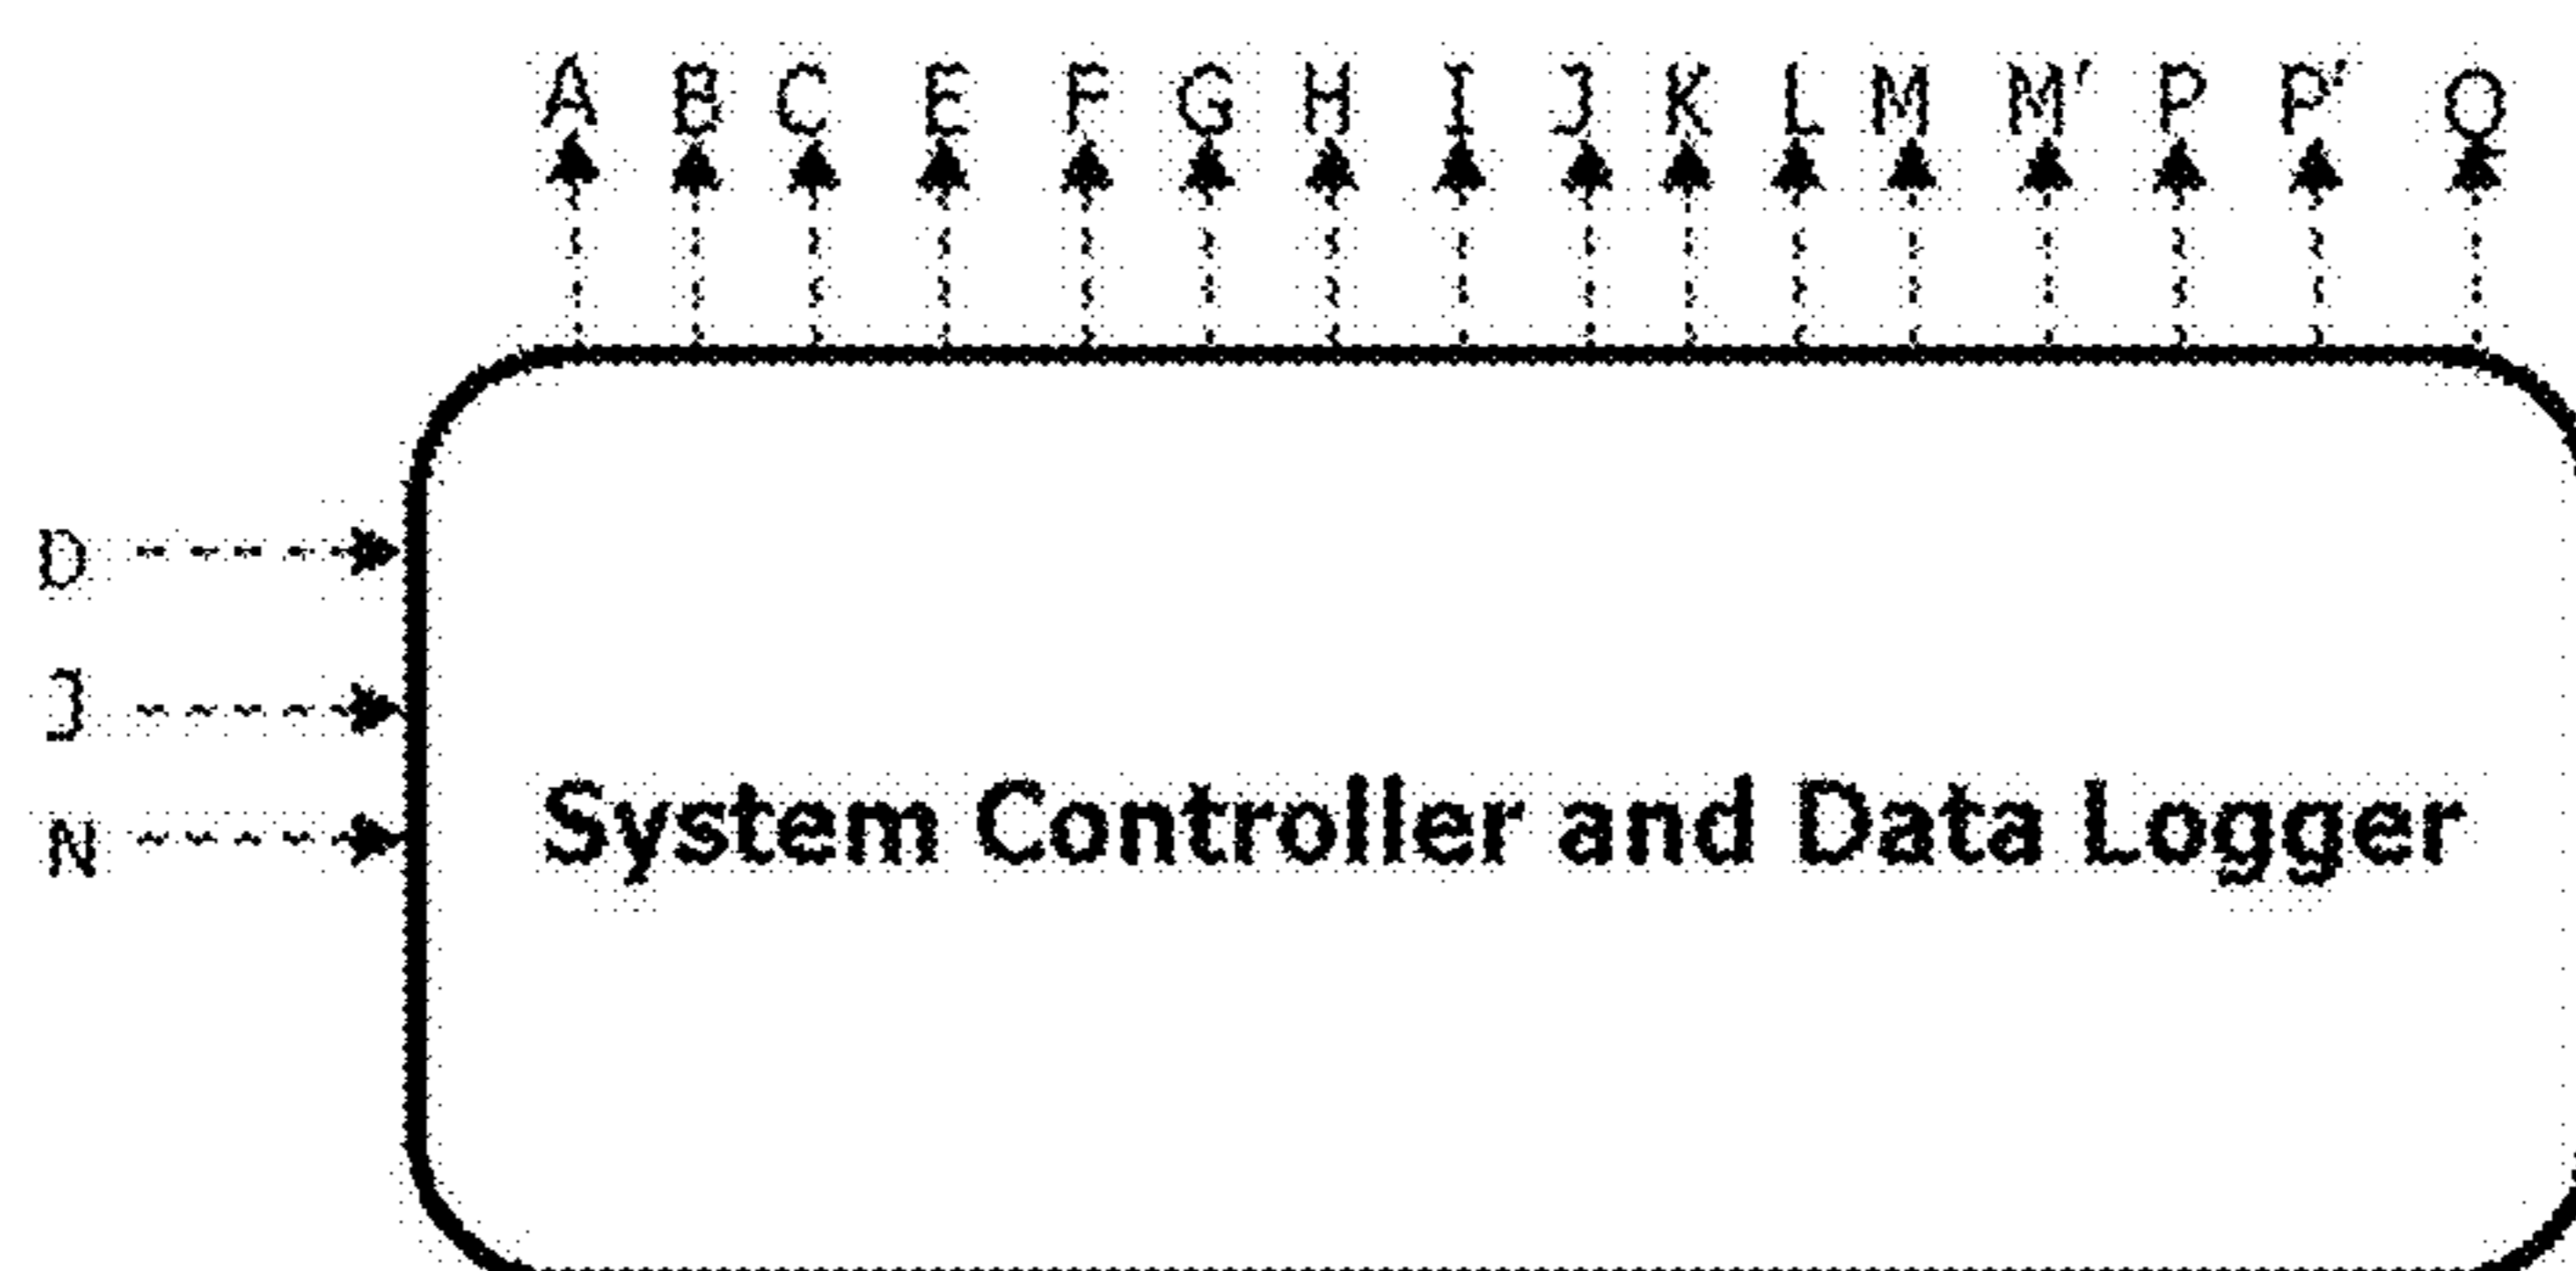 A B C E F G H I J K L M M' P P' Q
D
J
N
System Controller and Data Logger